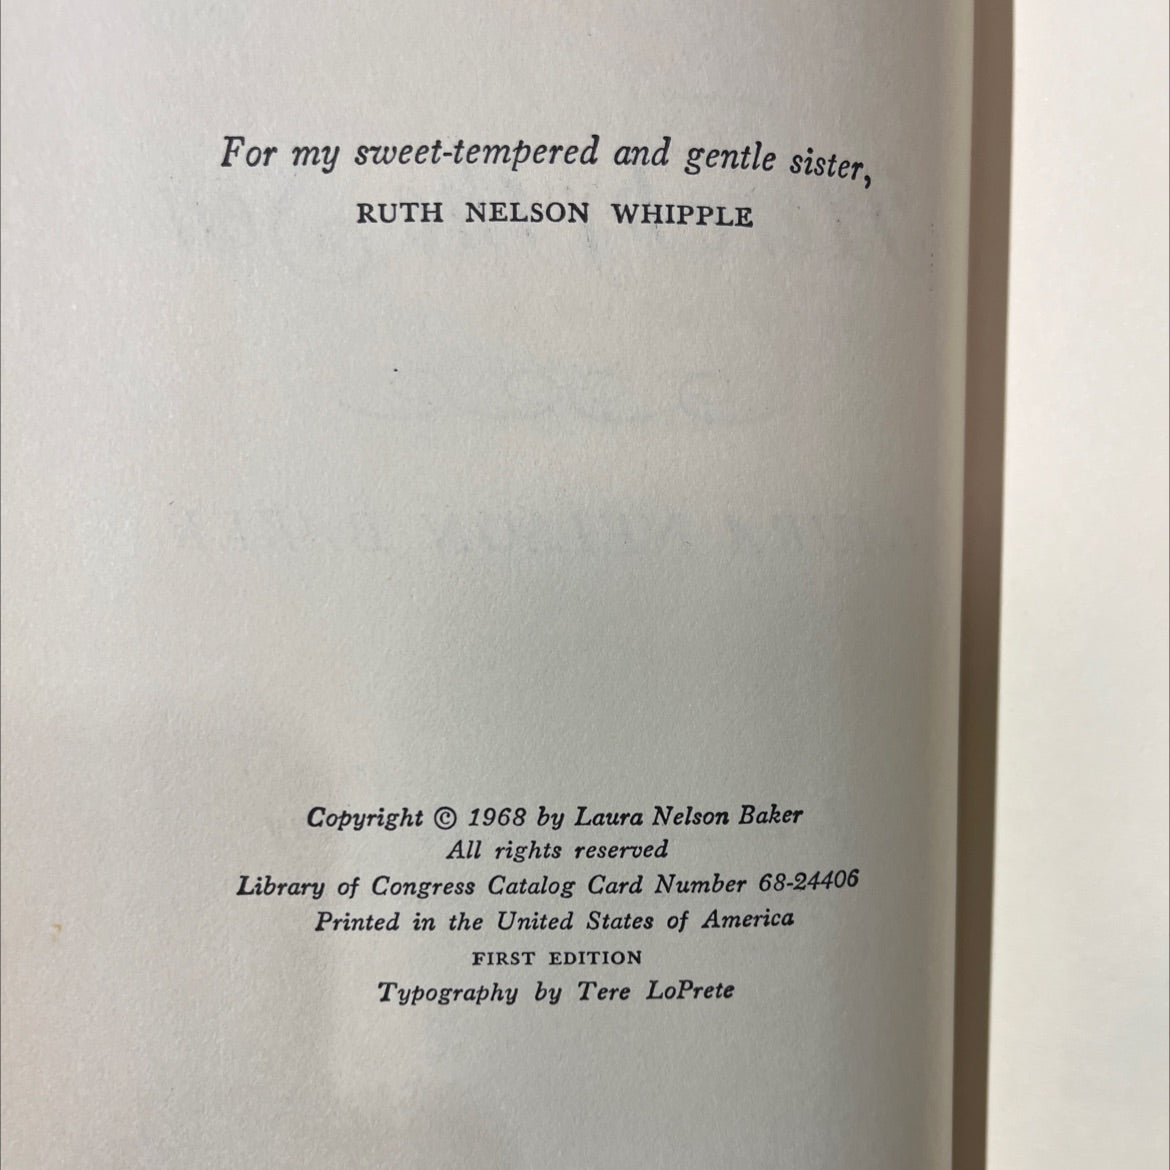 For my sweet-tempered and gentle sister,
RUTH NELSON WHIPPLE
Copyright © 1968 by Laura Nelson Baker
All rights reserved
Library of Congress Catalog Card Number 68-24406
Printed in the United States of America
FIRST EDITION
Typography by Tere LoPrete